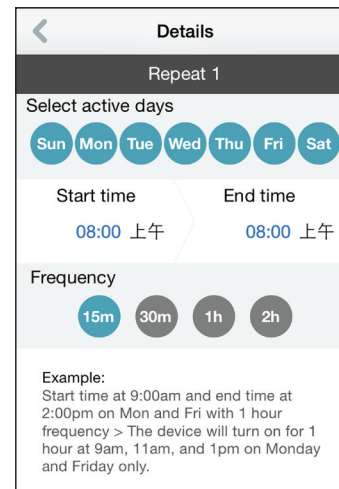 Details
Repeat 1
Select active days
Sun Mon Tue Wed Thu Fri Sat
Start time End time
08:00 上午 08:00 上午
Frequency
15m 30m 1h 2h
Example:
Start time at 9:00am and end time at
2:00pm on Mon and Fri with 1 hour
frequency > The device will turn on for 1
hour at 9am, 11am, and 1pm on Monday
and Friday only.